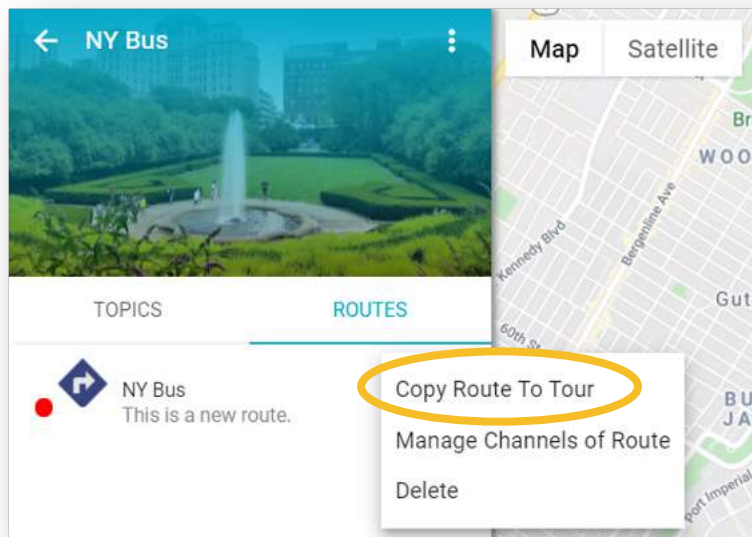 NY Bus
Map Satellite
Br
WOO
Bergenline Ave
Kennedy Blvd
TOPICS ROUTES
Gut
60th St
NY Bus
This is a new route.
Copy Route To Tour
Manage Channels of Route
Delete
BU
JA
Port Imperial